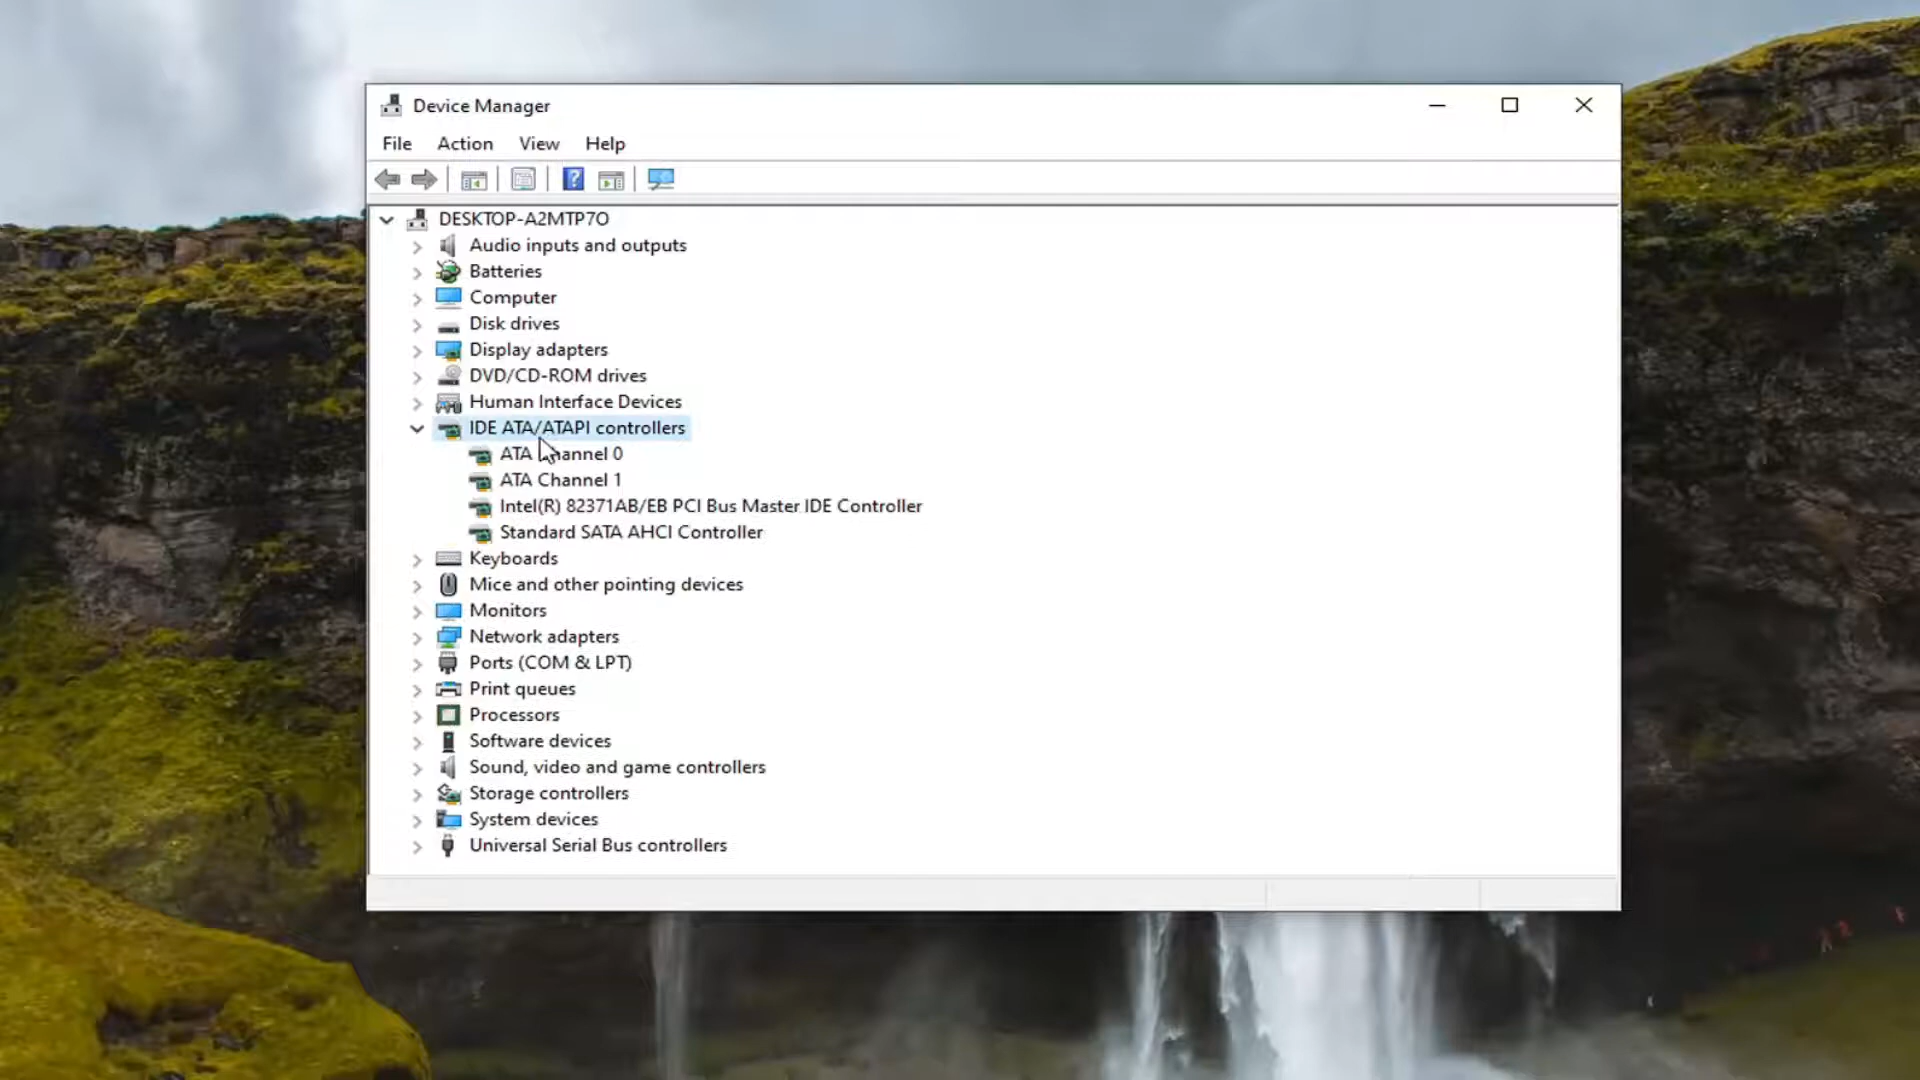 Device Manager
File Action View Help
DESKTOP-A2MTP7O
Audio inputs and outputs
Batteries
Computer
Disk drives
Display adapters
DVD/CD-ROM drives
Human Interface Devices
IDE ATA/ATAPI controllers
ATA Channel 0
ATA Channel 1
Intel(R) 82371AB/EB PCI Bus Master IDE Controller
Standard SATA AHCI Controller
Keyboards
Mice and other pointing devices
Monitors
Network adapters
Ports (COM & LPT)
Print queues
Processors
Software devices
Sound, video and game controllers
Storage controllers
System devices
Universal Serial Bus controllers